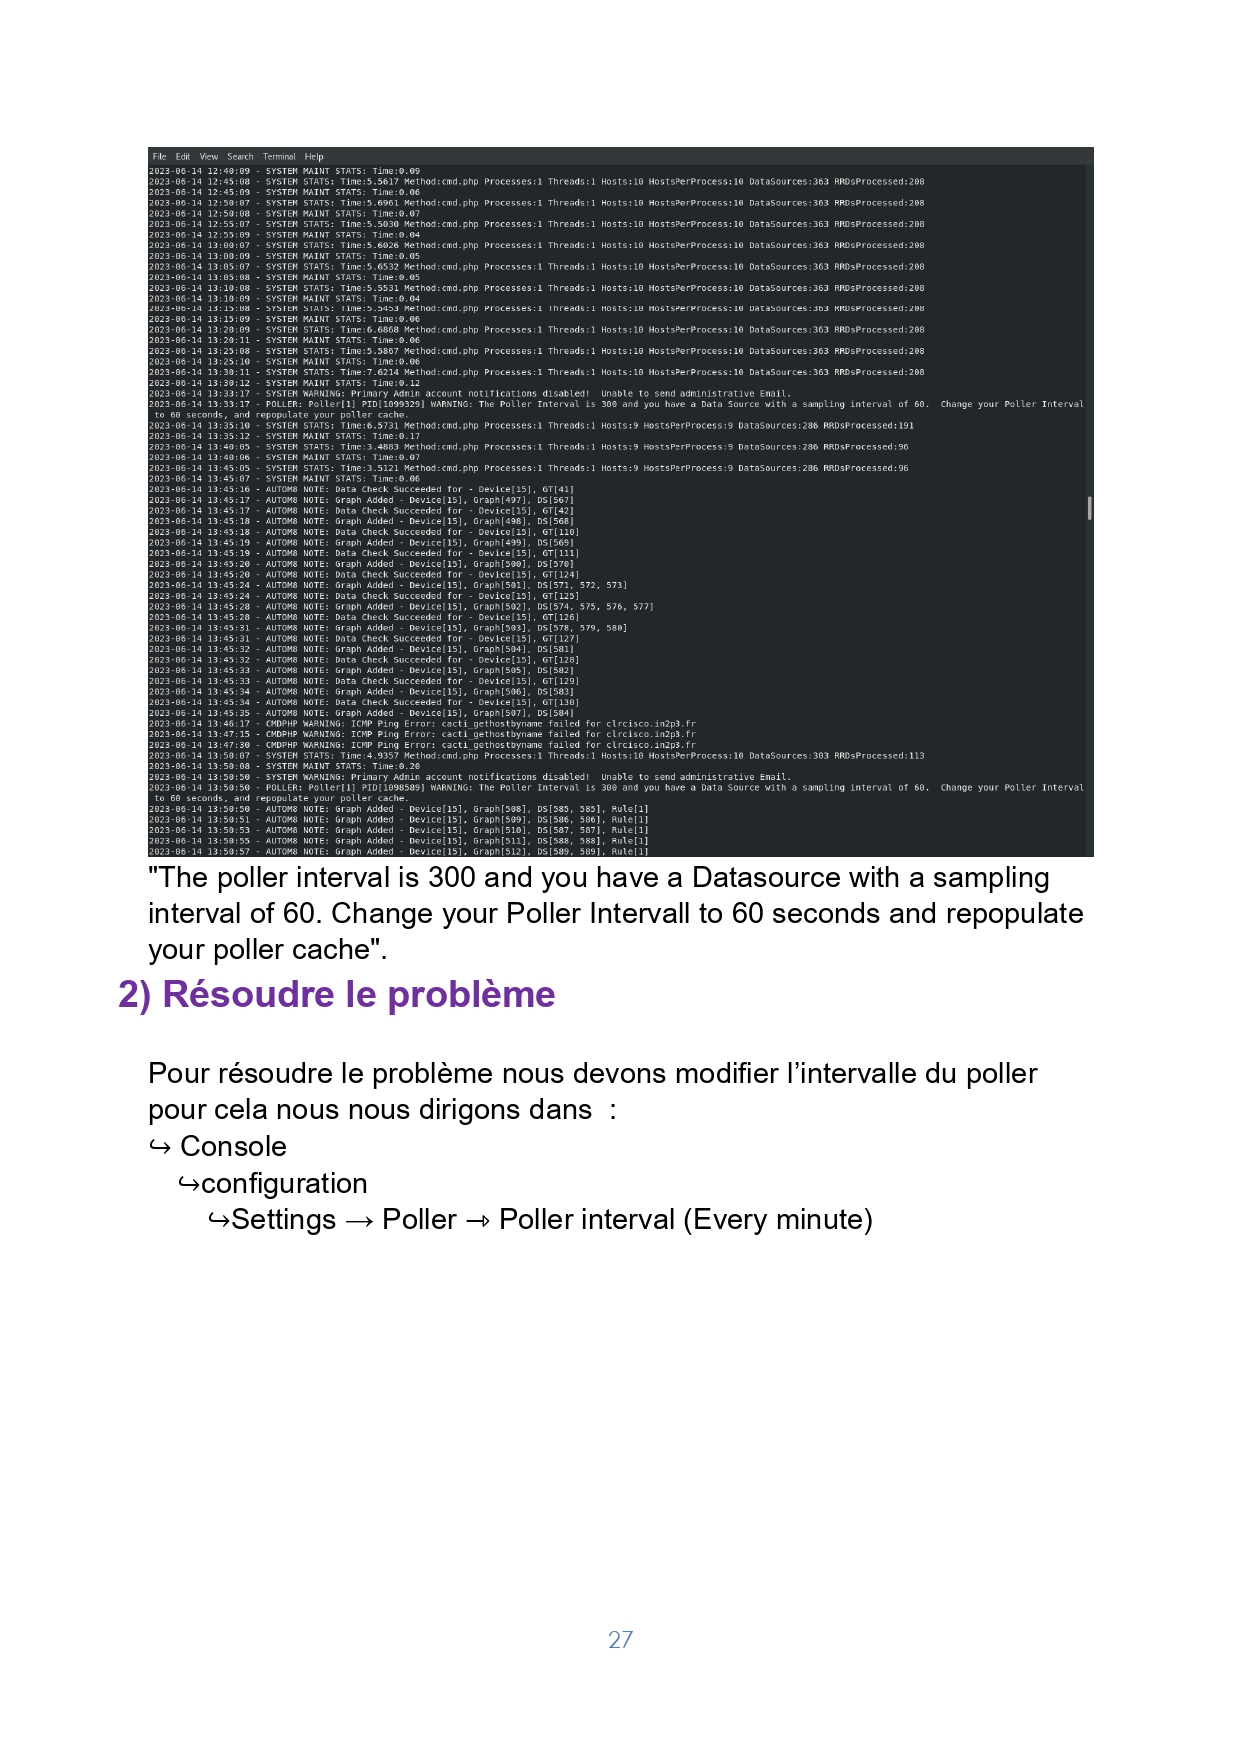 File Edit View Search Terminal Help
2023-06-14 12:40:09 - SYSTEM MAINT STATS: Time:0.09
2023-06-14 12:45:08 - SYSTEM STATS: Time:5.5617 Method:cmd.php Processes:1 Threads:1 Hosts:10 HostsPerProcess:10 DataSources:363 RRDsProcessed:208
2023-06-14 12:45:09 - SYSTEM MAINT STATS: Time:0.06
2023-06-14 12:50:07 - SYSTEM STATS: Time:5.6961 Method:cmd.php Processes:1 Threads:1 Hosts:10 HostsPerProcess:10 DataSources:363 RRDsProcessed:208
2023-06-14 12:50:08 - SYSTEM MAINT STATS: Time:0.07
2023-06-14 12:55:07 - SYSTEM STATS: Time:5.5030 Method:cmd.php Processes:1 Threads:1 Hosts:10 HostsPerProcess:10 DataSources:363 RRDsProcessed:208
2023-06-14 12:55:09 - SYSTEM MAINT STATS: Time:0.04
2023-06-14 13:00:07 - SYSTEM STATS: Time:5.6026 Method:cmd.php Processes:1 Threads:1 Hosts:10 HostsPerProcess:10 DataSources:363 RRDsProcessed:208
2023-06-14 13:00:09 - SYSTEM MAINT STATS: Time:0.05
2023-06-14 13:05:07 - SYSTEM STATS: Time:5.6532 Method:cmd.php Processes:1 Threads:1 Hosts:10 HostsPerProcess:10 DataSources:363 RRDsProcessed:208
2023-06-14 13:05:08 - SYSTEM MAINT STATS: Time:0.05
2023-06-14 13:10:08 - SYSTEM STATS: Time:5.5531 Method:cmd.php Processes:1 Threads:1 Hosts:10 HostsPerProcess:10 DataSources:363 RRDsProcessed:208
2023-06-14 13:10:09 - SYSTEM MAINT STATS: Time:0.04
2023-06-14 13:15:08 - SYSTEM STATS: Time:5.5453 Method:cmd.php Processes:1 Threads:1 Hosts:10 HostsPerProcess:10 DataSources:363 RRDsProcessed:208
2023-06-14 13:15:09 - SYSTEM MAINT STATS: Time:0.06
2023-06-14 13:20:09 - SYSTEM STATS: Time:6.6868 Method:cmd.php Processes:1 Threads:1 Hosts:10 HostsPerProcess:10 DataSources:363 RRDsProcessed:208
2023-06-14 13:20:11 - SYSTEM MAINT STATS: Time:0.06
2023-06-14 13:25:08 - SYSTEM STATS: Time:5.5867 Method:cmd.php Processes:1 Threads:1 Hosts:10 HostsPerProcess:10 DataSources:363 RRDsProcessed:208
2023-06-14 13:25:10 - SYSTEM MAINT STATS: Time:0.06
2023-06-14 13:30:11 - SYSTEM STATS: Time:7.6214 Method:cmd.php Processes:1 Threads:1 Hosts:10 HostsPerProcess:10 DataSources:363 RRDsProcessed:208
2023-06-14 13:30:12 - SYSTEM MAINT STATS: Time:0.12
2023-06-14 13:33:17 - SYSTEM WARNING: Primary Admin account notifications disabled!  Unable to send administrative Email.
2023-06-14 13:33:17 - POLLER: Poller[1] PID[1099329] WARNING: The Poller Interval is 300 and you have a Data Source with a sampling interval of 60.  Change your Poller Interval
to 60 seconds, and repopulate your poller cache.
2023-06-14 13:35:10 - SYSTEM STATS: Time:6.5731 Method:cmd.php Processes:1 Threads:1 Hosts:9 HostsPerProcess:9 DataSources:286 RRDsProcessed:191
2023-06-14 13:35:12 - SYSTEM MAINT STATS: Time:0.17
2023-06-14 13:40:05 - SYSTEM STATS: Time:3.4883 Method:cmd.php Processes:1 Threads:1 Hosts:9 HostsPerProcess:9 DataSources:286 RRDsProcessed:96
2023-06-14 13:40:06 - SYSTEM MAINT STATS: Time:0.07
2023-06-14 13:45:05 - SYSTEM STATS: Time:3.5121 Method:cmd.php Processes:1 Threads:1 Hosts:9 HostsPerProcess:9 DataSources:286 RRDsProcessed:96
2023-06-14 13:45:07 - SYSTEM MAINT STATS: Time:0.06
2023-06-14 13:45:16 - AUTOM8 NOTE: Data Check Succeeded for - Device[15], GT[41]
2023-06-14 13:45:17 - AUTOM8 NOTE: Graph Added - Device[15], Graph[497], DS[567]
2023-06-14 13:45:17 - AUTOM8 NOTE: Data Check Succeeded for - Device[15], GT[42]
2023-06-14 13:45:18 - AUTOM8 NOTE: Graph Added - Device[15], Graph[498], DS[568]
2023-06-14 13:45:18 - AUTOM8 NOTE: Data Check Succeeded for - Device[15], GT[110]
2023-06-14 13:45:19 - AUTOM8 NOTE: Graph Added - Device[15], Graph[499], DS[569]
2023-06-14 13:45:19 - AUTOM8 NOTE: Data Check Succeeded for - Device[15], GT[111]
2023-06-14 13:45:20 - AUTOM8 NOTE: Graph Added - Device[15], Graph[500], DS[570]
2023-06-14 13:45:20 - AUTOM8 NOTE: Data Check Succeeded for - Device[15], GT[124]
2023-06-14 13:45:24 - AUTOM8 NOTE: Graph Added - Device[15], Graph[501], DS[571, 572, 573]
2023-06-14 13:45:24 - AUTOM8 NOTE: Data Check Succeeded for - Device[15], GT[125]
2023-06-14 13:45:28 - AUTOM8 NOTE: Graph Added - Device[15], Graph[502], DS[574, 575, 576, 577]
2023-06-14 13:45:28 - AUTOM8 NOTE: Data Check Succeeded for - Device[15], GT[126]
2023-06-14 13:45:31 - AUTOM8 NOTE: Graph Added - Device[15], Graph[503], DS[578, 579, 580]
2023-06-14 13:45:31 - AUTOM8 NOTE: Data Check Succeeded for - Device[15], GT[127]
2023-06-14 13:45:32 - AUTOM8 NOTE: Graph Added - Device[15], Graph[504], DS[581]
2023-06-14 13:45:32 - AUTOM8 NOTE: Data Check Succeeded for - Device[15], GT[128]
2023-06-14 13:45:33 - AUTOM8 NOTE: Graph Added - Device[15], Graph[505], DS[582]
2023-06-14 13:45:33 - AUTOM8 NOTE: Data Check Succeeded for - Device[15], GT[129]
2023-06-14 13:45:34 - AUTOM8 NOTE: Graph Added - Device[15], Graph[506], DS[583]
2023-06-14 13:45:34 - AUTOM8 NOTE: Data Check Succeeded for - Device[15], GT[130]
2023-06-14 13:45:35 - AUTOM8 NOTE: Graph Added - Device[15], Graph[507], DS[584]
2023-06-14 13:46:17 - CMDPHP WARNING: ICMP Ping Error: cacti_gethostbyname failed for clrcisco.in2p3.fr
2023-06-14 13:47:15 - CMDPHP WARNING: ICMP Ping Error: cacti_gethostbyname failed for clrcisco.in2p3.fr
2023-06-14 13:47:30 - CMDPHP WARNING: ICMP Ping Error: cacti_gethostbyname failed for clrcisco.in2p3.fr
2023-06-14 13:50:07 - SYSTEM STATS: Time:4.9357 Method:cmd.php Processes:1 Threads:1 Hosts:10 HostsPerProcess:10 DataSources:303 RRDsProcessed:113
2023-06-14 13:50:08 - SYSTEM MAINT STATS: Time:0.20
2023-06-14 13:50:50 - SYSTEM WARNING: Primary Admin account notifications disabled!  Unable to send administrative Email.
2023-06-14 13:50:50 - POLLER: Poller[1] PID[1098589] WARNING: The Poller Interval is 300 and you have a Data Source with a sampling interval of 60.  Change your Poller Interval
to 60 seconds, and repopulate your poller cache.
2023-06-14 13:50:50 - AUTOM8 NOTE: Graph Added - Device[15], Graph[508], DS[585, 585], Rule[1]
2023-06-14 13:50:51 - AUTOM8 NOTE: Graph Added - Device[15], Graph[509], DS[586, 586], Rule[1]
2023-06-14 13:50:53 - AUTOM8 NOTE: Graph Added - Device[15], Graph[510], DS[587, 587], Rule[1]
2023-06-14 13:50:55 - AUTOM8 NOTE: Graph Added - Device[15], Graph[511], DS[588, 588], Rule[1]
2023-06-14 13:50:57 - AUTOM8 NOTE: Graph Added - Device[15], Graph[512], DS[589, 589], Rule[1]
"The poller interval is 300 and you have a Datasource with a sampling
interval of 60. Change your Poller Intervall to 60 seconds and repopulate
your poller cache".
2) Résoudre le problème
Pour résoudre le problème nous devons modifier l’intervalle du poller
pour cela nous nous dirigons dans  :
↪ Console
↪configuration
↪Settings → Poller ⇾ Poller interval (Every minute)
27